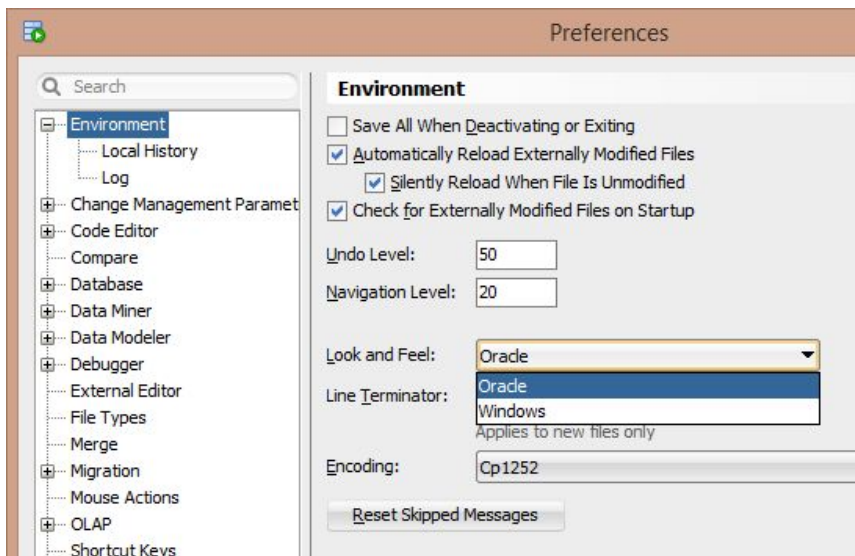 Preferences
Search
Environment
Local History
Log
Change Management Paramet
Code Editor
Compare
Database
Data Miner
Data Modeler
Debugger
External Editor
File Types
Merge
Migration
Mouse Actions
OLAP
Shortcut Keys
Environment
Save All When Deactivating or Exiting
Automatically Reload Externally Modified Files
Silently Reload When File Is Unmodified
Check for Externally Modified Files on Startup
Undo Level: 50
Navigation Level: 20
Look and Feel: Oracle
Oracle
Line Terminator:
Windows
Applies to new files only
Encoding: Cp1252
Reset Skipped Messages